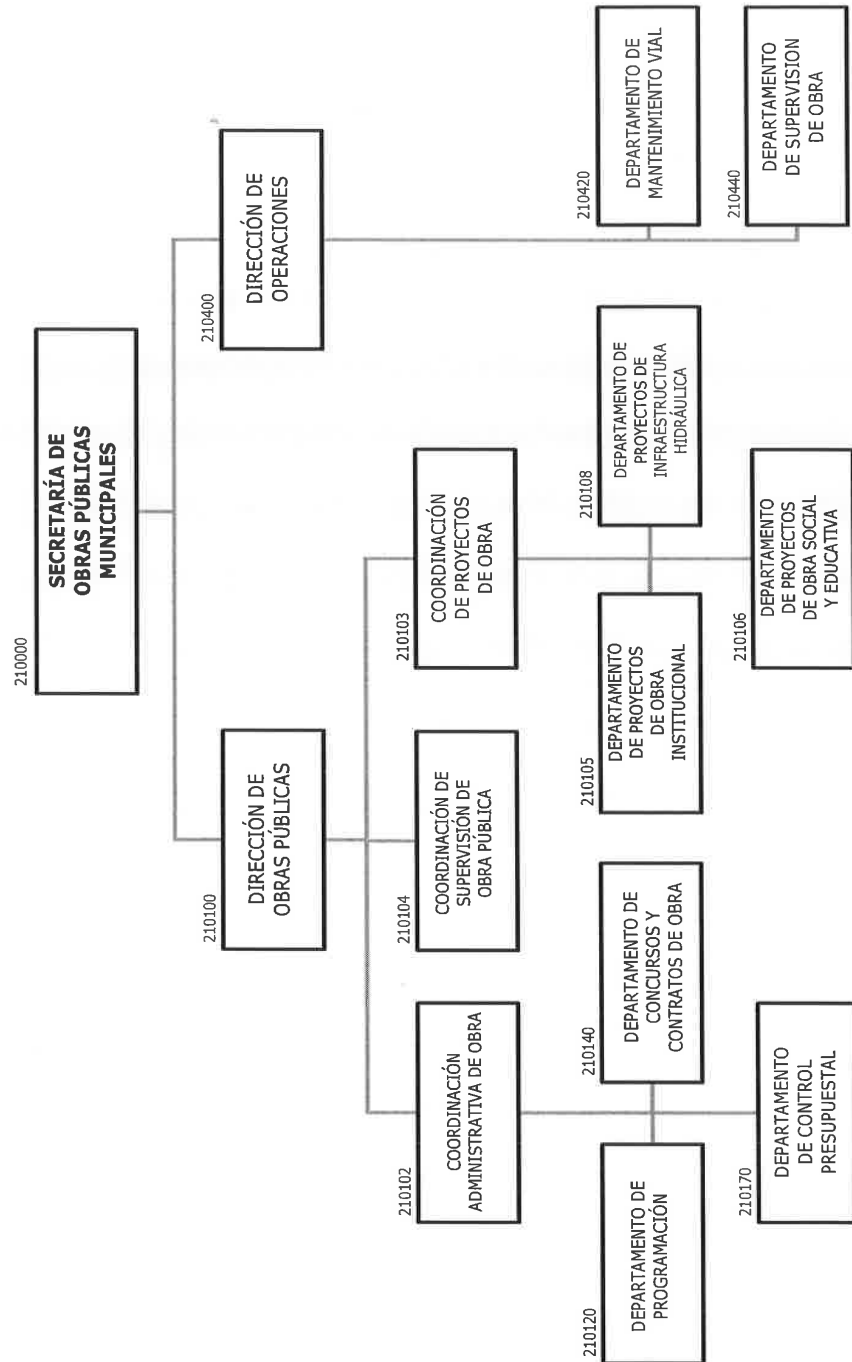 210000
SECRETARÍA DE
OBRAS PÚBLICAS
MUNICIPALES
210100
DIRECCIÓN DE
OBRAS PÚBLICAS
210400
DIRECCIÓN DE
OPERACIONES
210102
COORDINACIÓN
ADMINISTRATIVA DE OBRA
210104
COORDINACIÓN DE
SUPERVISIÓN DE
OBRA PÚBLICA
210103
COORDINACIÓN
DE PROYECTOS
DE OBRA
210120
DEPARTAMENTO DE
PROGRAMACIÓN
210140
DEPARTAMENTO DE
CONCURSOS Y
CONTRATOS DE OBRA
210105
DEPARTAMENTO
DE PROYECTOS
DE OBRA
INSTITUCIONAL
210108
DEPARTAMENTO DE
PROYECTOS DE
INFRAESTRUCTURA
HIDRÁULICA
210420
DEPARTAMENTO DE
MANTENIMIENTO VIAL
210170
DEPARTAMENTO
DE CONTROL
PRESUPUESTAL
210106
DEPARTAMENTO
DE PROYECTOS
DE OBRA SOCIAL
Y EDUCATIVA
210440
DEPARTAMENTO
DE SUPERVISION
DE OBRA